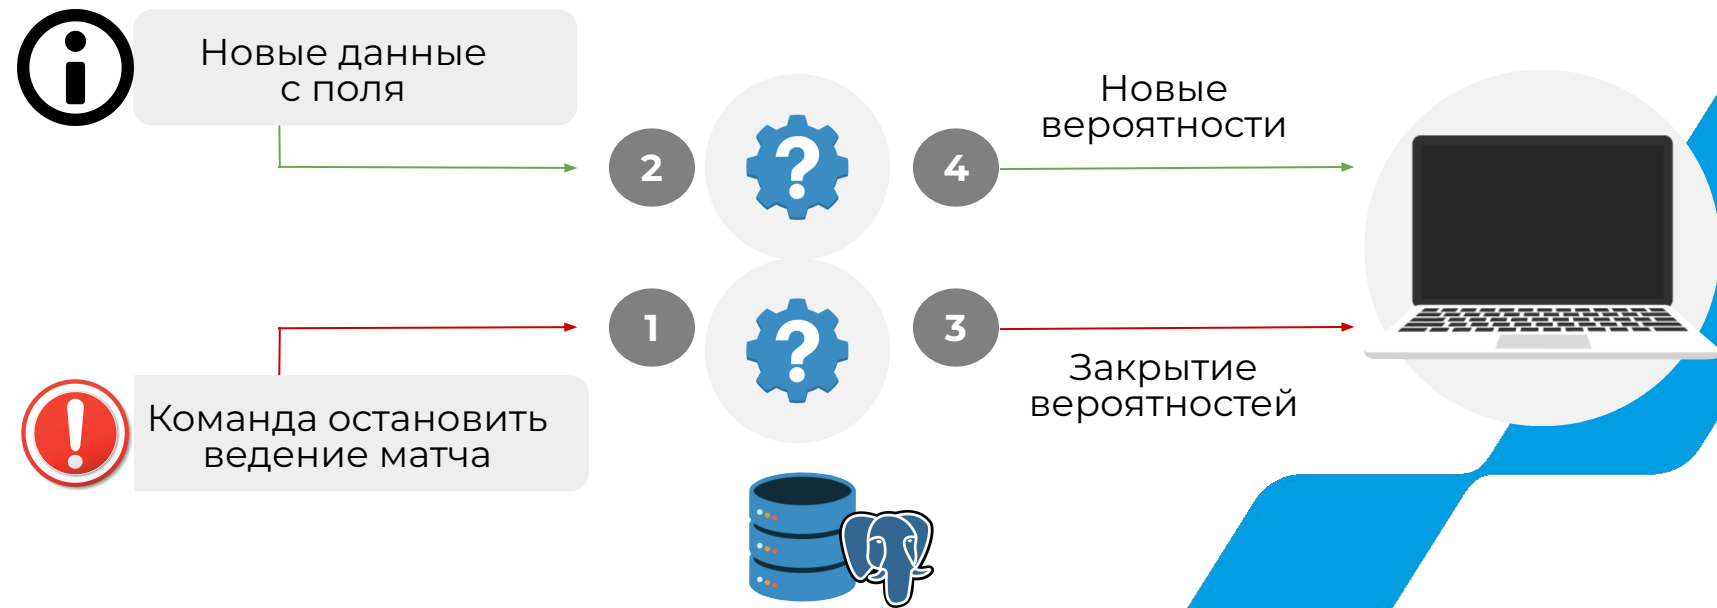 Новые данные
с поля
2
?
4
Новые
вероятности
1
?
3
Закрытие
вероятностей
Команда остановить
ведение матча